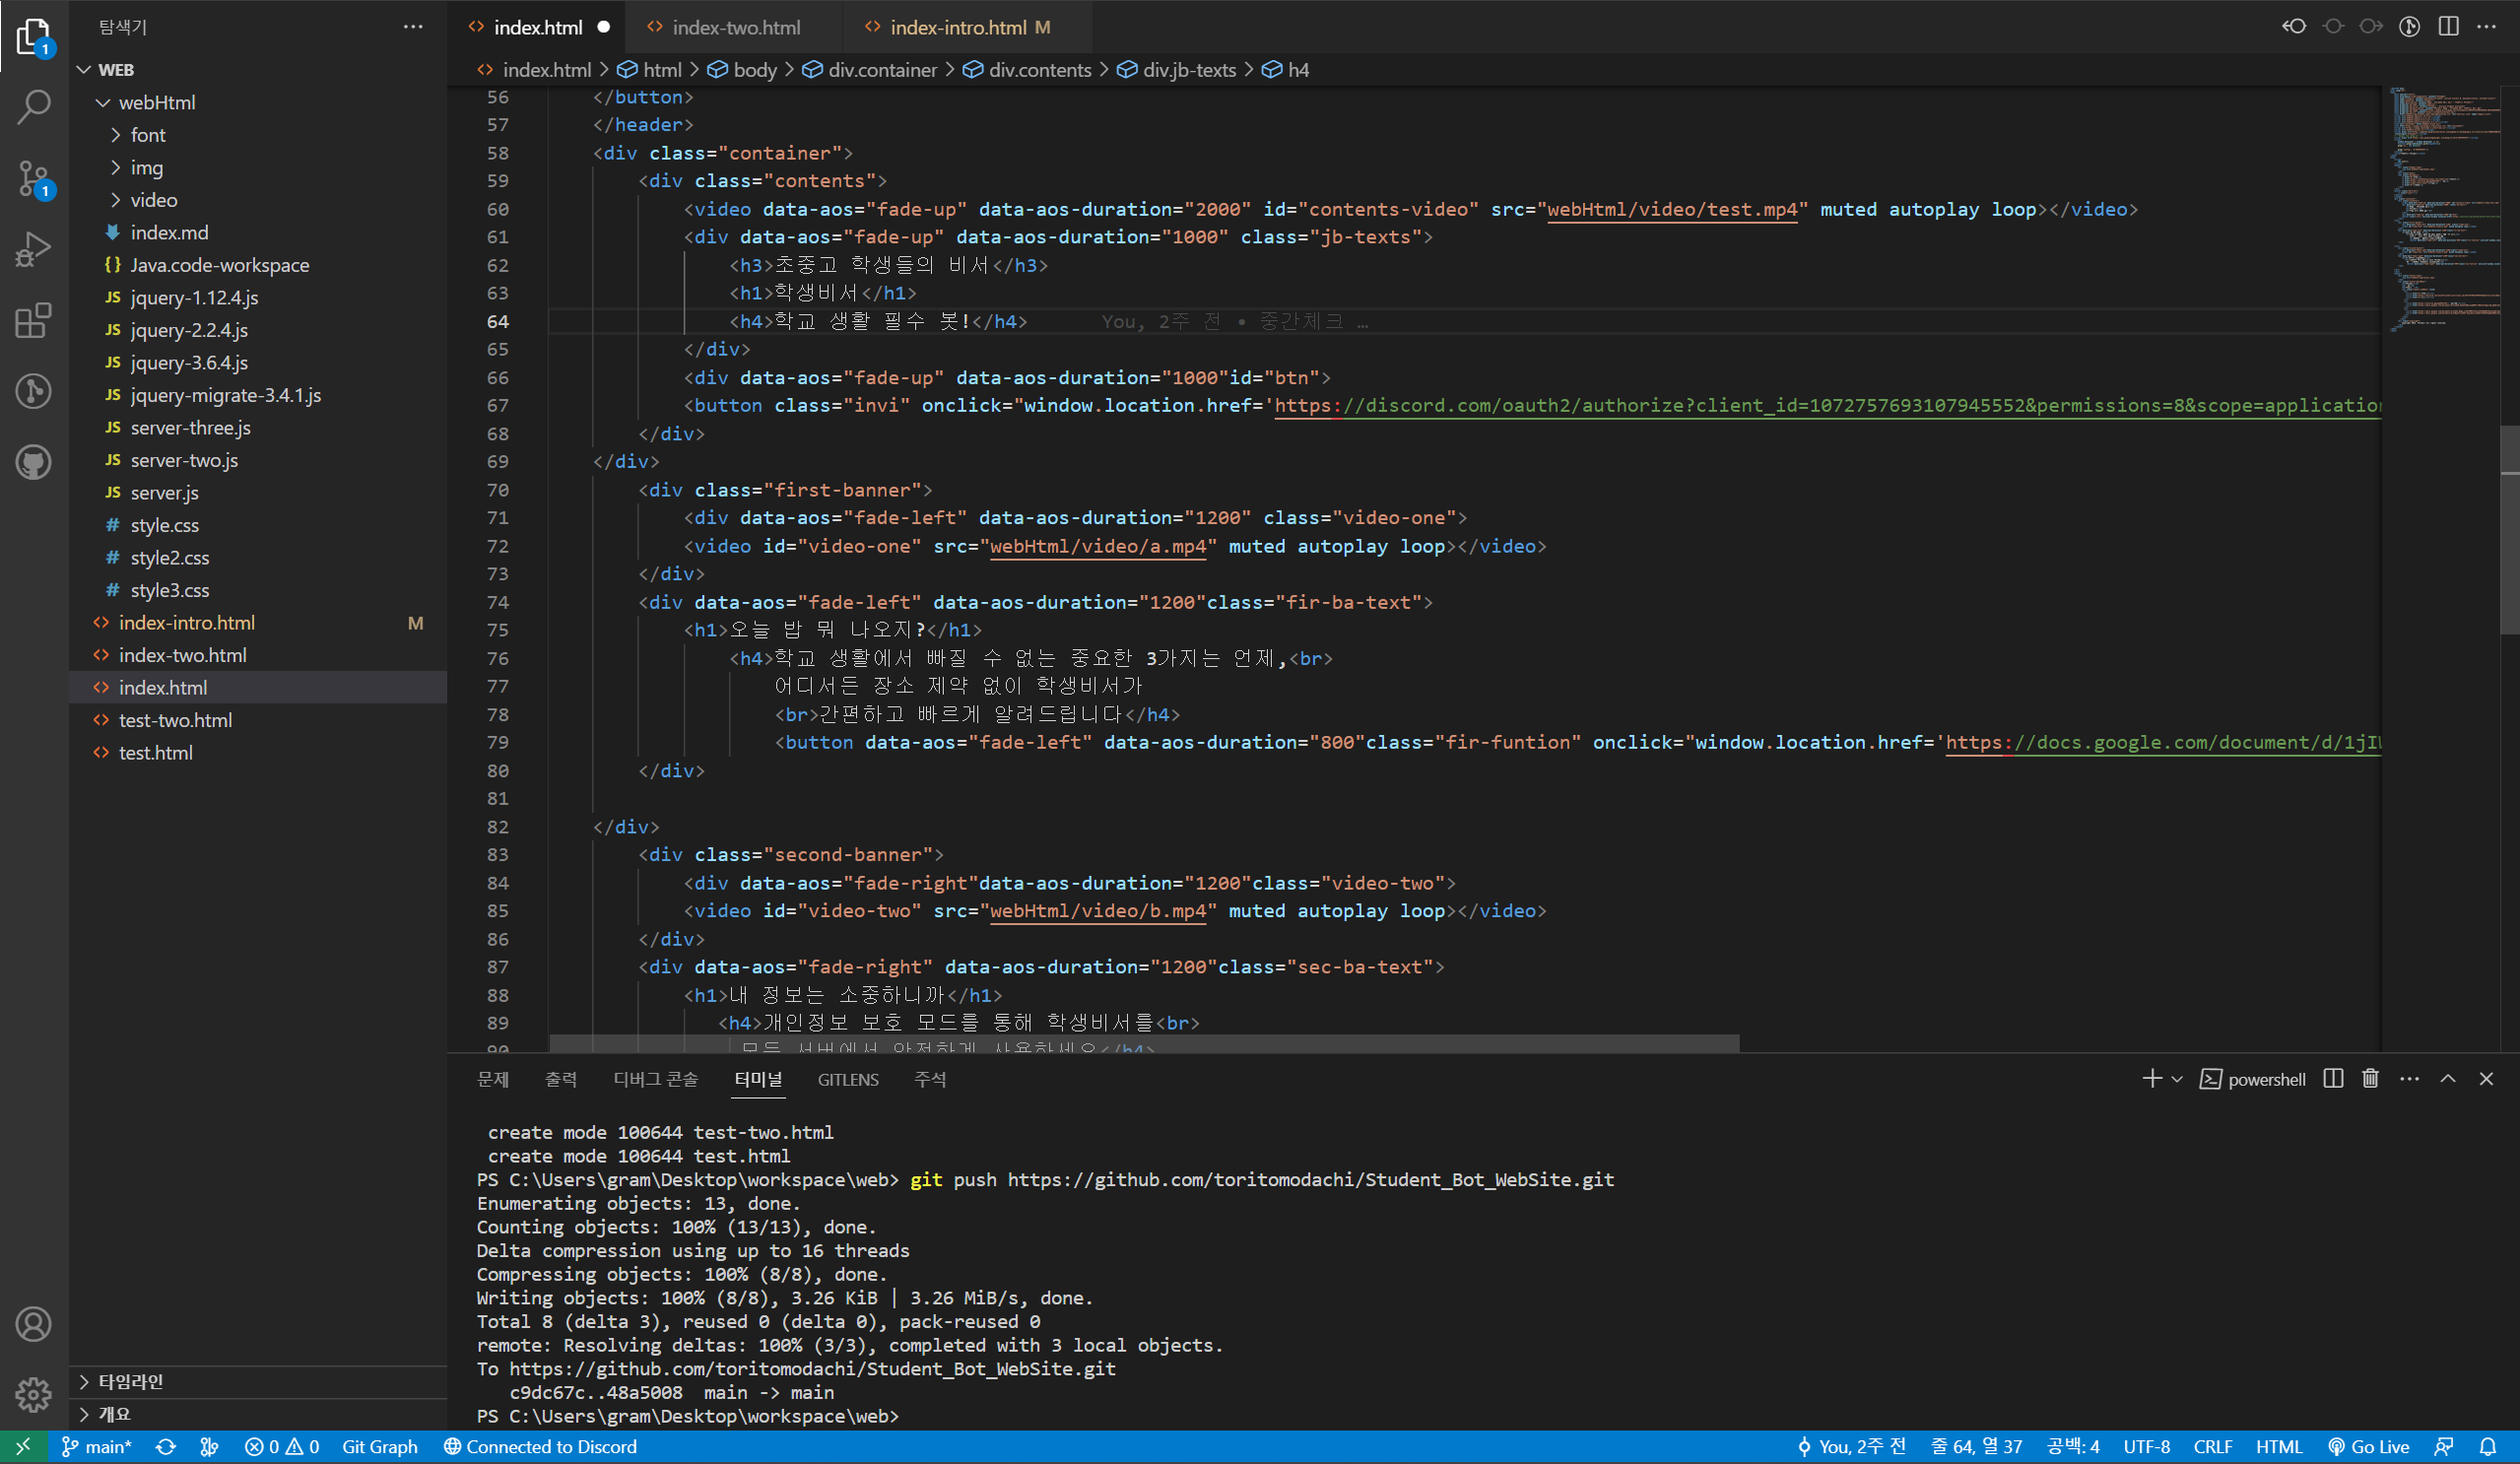 탐색기
WEB
webHtml
font
img
video
index.md
Java.code-workspace
jquery-1.12.4.js
jquery-2.2.4.js
jquery-3.6.4.js
jquery-migrate-3.4.1.js
server-three.js
server-two.js
server.js
style.css
style2.css
style3.css
index-intro.html M
index-two.html
index.html
test-two.html
test.html
타임라인
개요
index.html index-two.html index-intro.html M
index.html > html > body > div.container > div.contents > div.jb-texts > h4
56 </button>
57 </header>
58 <div class="container">
59 <div class="contents">
60 <video data-aos="fade-up" data-aos-duration="2000" id="contents-video" src="webHtml/video/test.mp4" muted autoplay loop></video>
61 <div data-aos="fade-up" data-aos-duration="1000" class="jb-texts">
62 <h3>초중고 학생들의 비서</h3>
63 <h1>학생비서</h1>
64 <h4>학교 생활 필수 봇!</h4> You, 2주 전 • 중간체크 …
65 </div>
66 <div data-aos="fade-up" data-aos-duration="1000"id="btn">
67 <button class="invi" onclick="window.location.href='https://discord.com/oauth2/authorize?client_id=1072757693107945552&permissions=8&scope=application
68 </div>
69 </div>
70 <div class="first-banner">
71 <div data-aos="fade-left" data-aos-duration="1200" class="video-one">
72 <video id="video-one" src="webHtml/video/a.mp4" muted autoplay loop></video>
73 </div>
74 <div data-aos="fade-left" data-aos-duration="1200"class="fir-ba-text">
75 <h1>오늘 밥 뭐 나오지?</h1>
76 <h4>학교 생활에서 빠질 수 없는 중요한 3가지는 언제,<br>
77 어디서든 장소 제약 없이 학생비서가
78 <br>간편하고 빠르게 알려드립니다</h4>
79 <button data-aos="fade-left" data-aos-duration="800"class="fir-funtion" onclick="window.location.href='https://docs.google.com/document/d/1jI
80 </div>
81
82 </div>
83 <div class="second-banner">
84 <div data-aos="fade-right"data-aos-duration="1200"class="video-two">
85 <video id="video-two" src="webHtml/video/b.mp4" muted autoplay loop></video>
86 </div>
87 <div data-aos="fade-right" data-aos-duration="1200"class="sec-ba-text">
88 <h1>내 정보는 소중하니까</h1>
89 <h4>개인정보 보호 모드를 통해 학생비서를<br>
90 모든 서버에서 안전하게 사용하세요</h4>
문제 출력 디버그 콘솔 터미널 GITLENS 주석 powershell
create mode 100644 test-two.html
create mode 100644 test.html
PS C:\Users\gram\Desktop\workspace\web> git push https://github.com/toritomodachi/Student_Bot_WebSite.git
Enumerating objects: 13, done.
Counting objects: 100% (13/13), done.
Delta compression using up to 16 threads
Compressing objects: 100% (8/8), done.
Writing objects: 100% (8/8), 3.26 KiB | 3.26 MiB/s, done.
Total 8 (delta 3), reused 0 (delta 0), pack-reused 0
remote: Resolving deltas: 100% (3/3), completed with 3 local objects.
To https://github.com/toritomodachi/Student_Bot_WebSite.git
c9dc67c..48a5008 main -> main
PS C:\Users\gram\Desktop\workspace\web>
main* 0 0 Git Graph Connected to Discord You, 2주 전 줄 64, 열 37 공백: 4 UTF-8 CRLF HTML Go Live